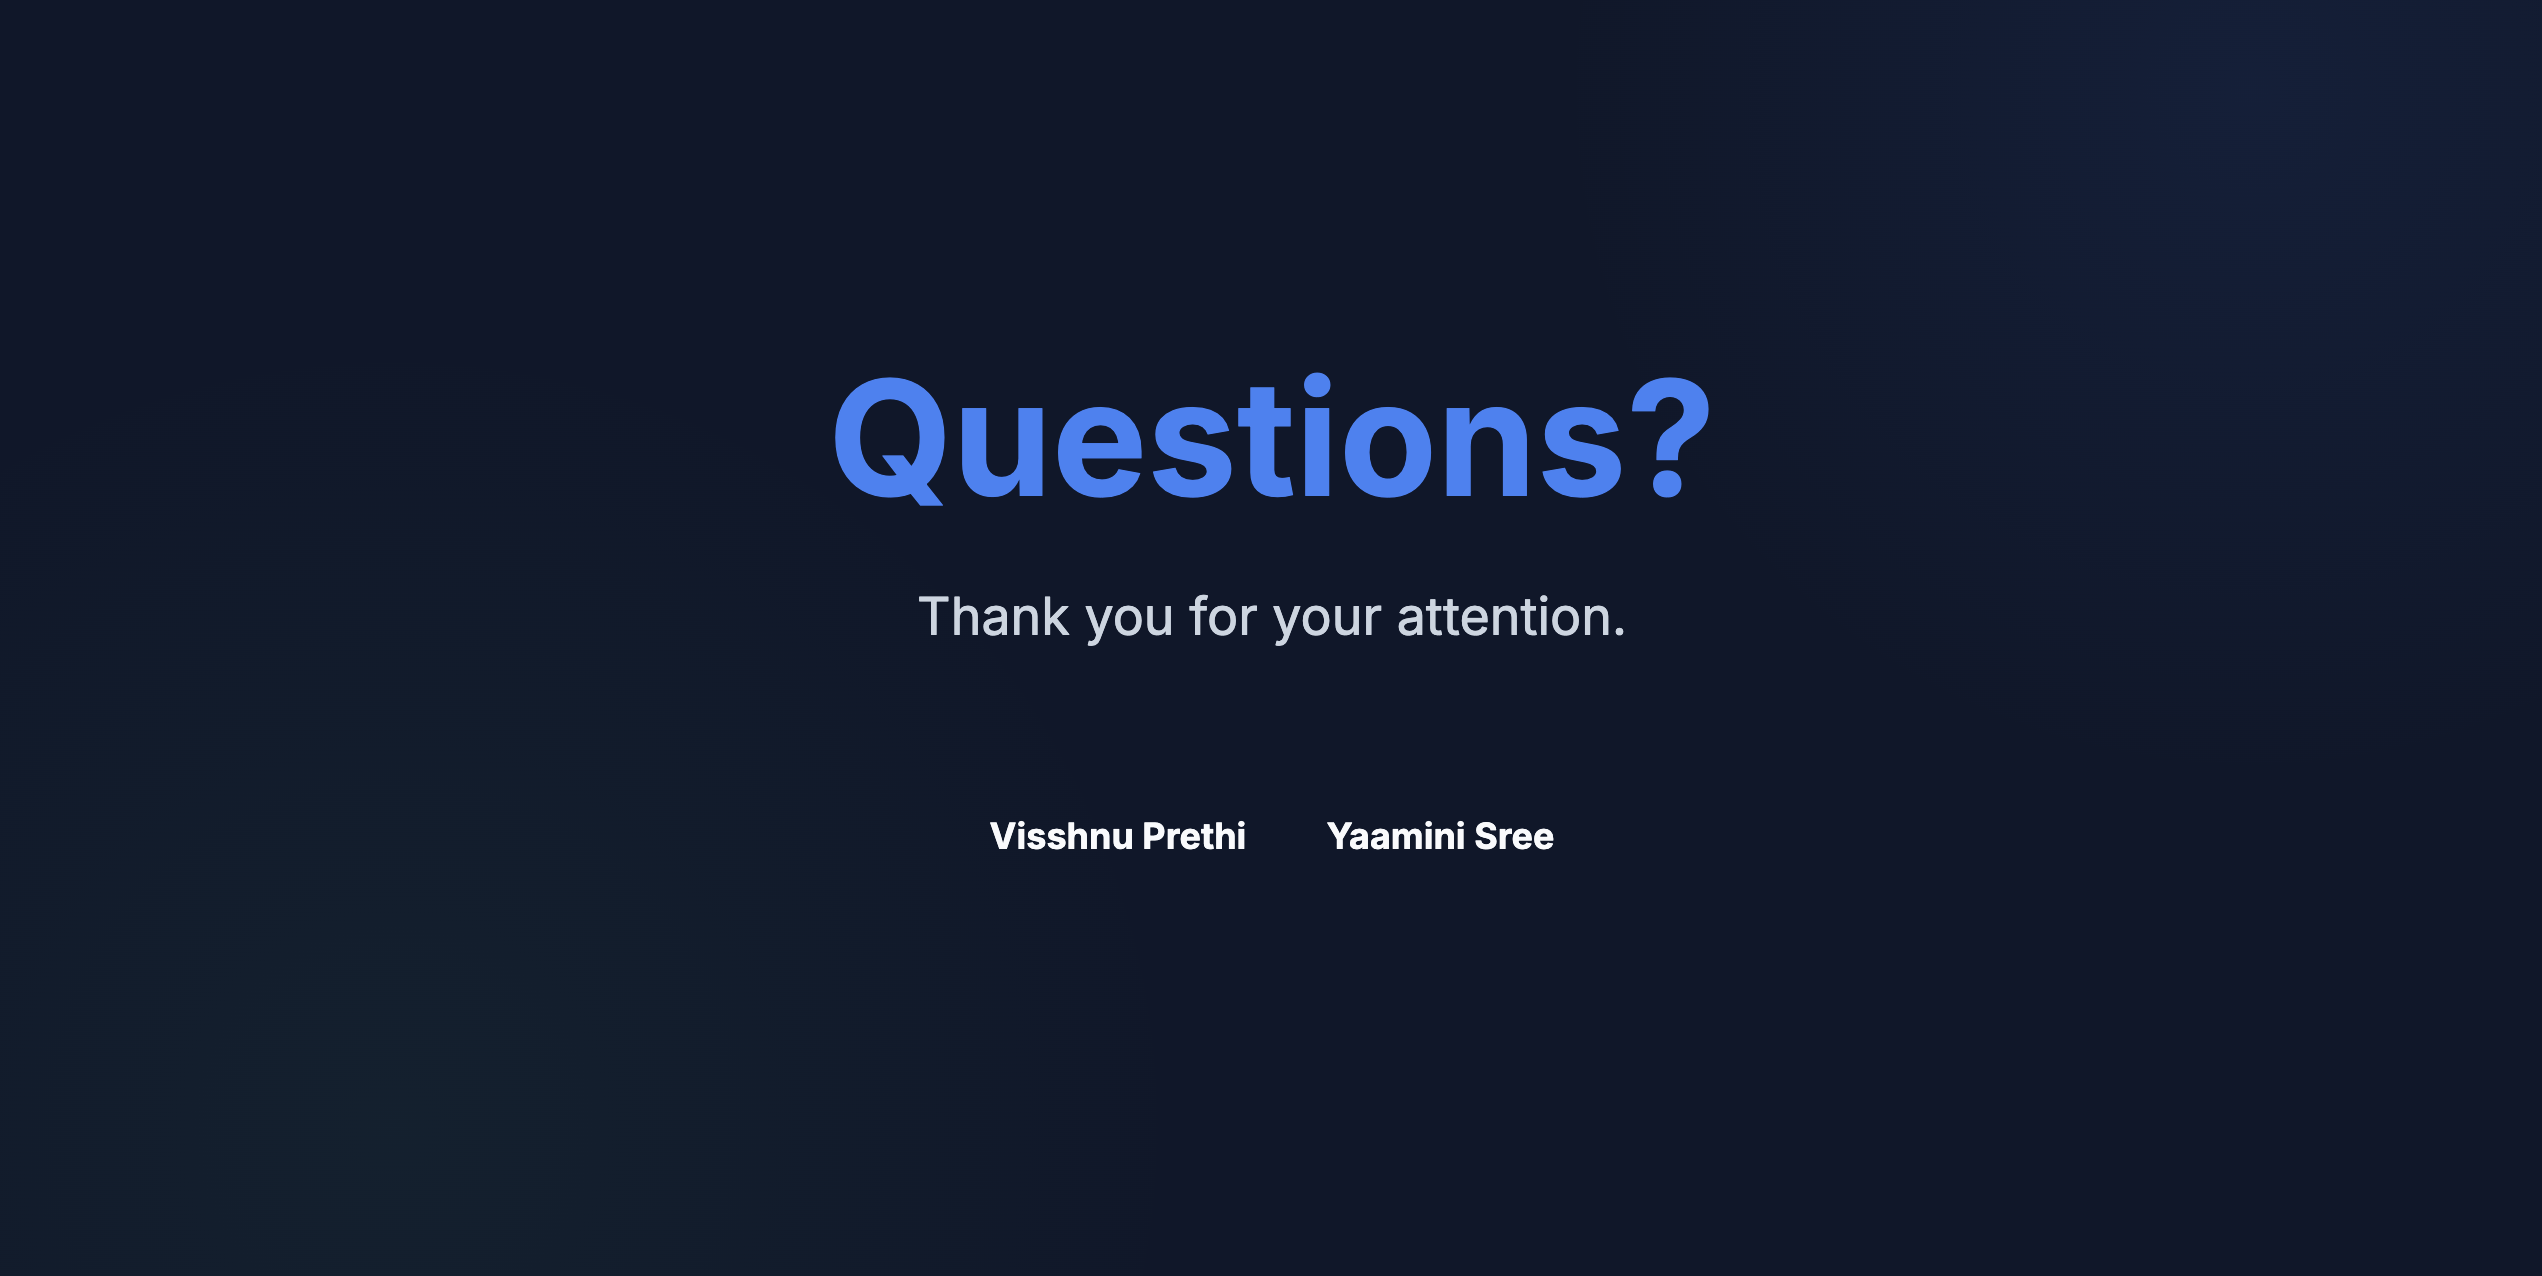 Questions?
Thank you for your attention.
Visshnu Prethi Yaamini Sree